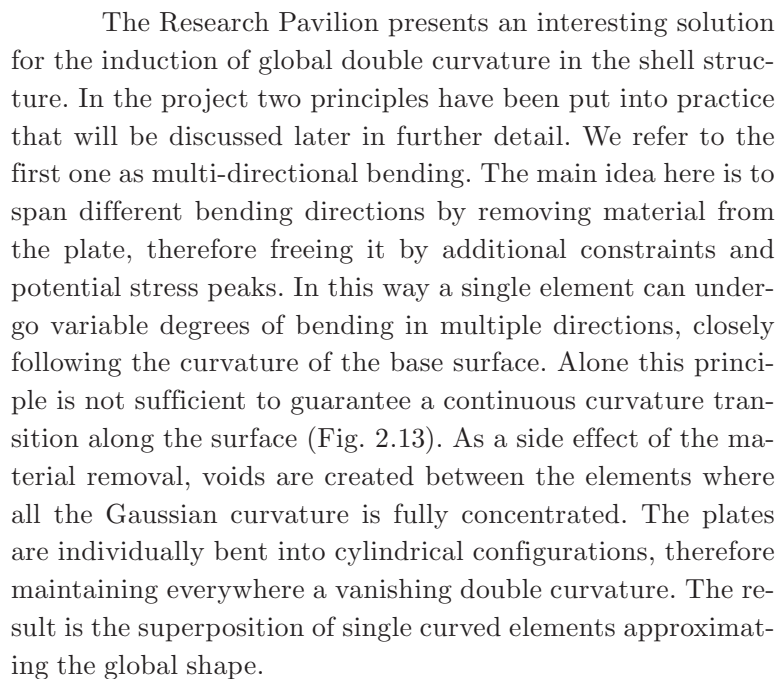 The Research Pavilion presents an interesting solution
for the induction of global double curvature in the shell struc-
ture. In the project two principles have been put into practice
that will be discussed later in further detail. We refer to the
first one as multi-directional bending. The main idea here is to
span different bending directions by removing material from
the plate, therefore freeing it by additional constraints and
potential stress peaks. In this way a single element can under-
go variable degrees of bending in multiple directions, closely
following the curvature of the base surface. Alone this princi-
ple is not sufficient to guarantee a continuous curvature tran-
sition along the surface (Fig. 2.13). As a side effect of the ma-
terial removal, voids are created between the elements where
all the Gaussian curvature is fully concentrated. The plates
are individually bent into cylindrical configurations, therefore
maintaining everywhere a vanishing double curvature. The re-
sult is the superposition of single curved elements approximat-
ing the global shape.